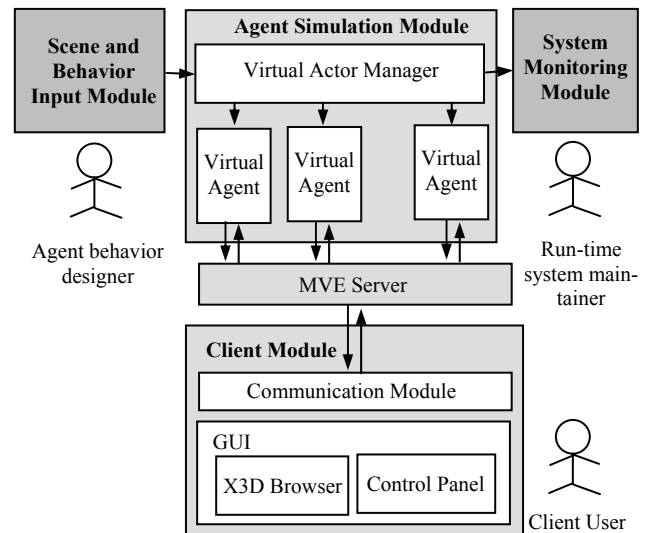 Scene and
Behavior
Input Module
Agent Simulation Module
Virtual Actor Manager
System
Monitoring
Module
Virtual
Agent
Virtual
Agent
Virtual
Agent
Agent behavior
designer
Run-time
system main-
tainer
MVE Server
Client Module
Communication Module
GUI
X3D Browser
Control Panel
Client User